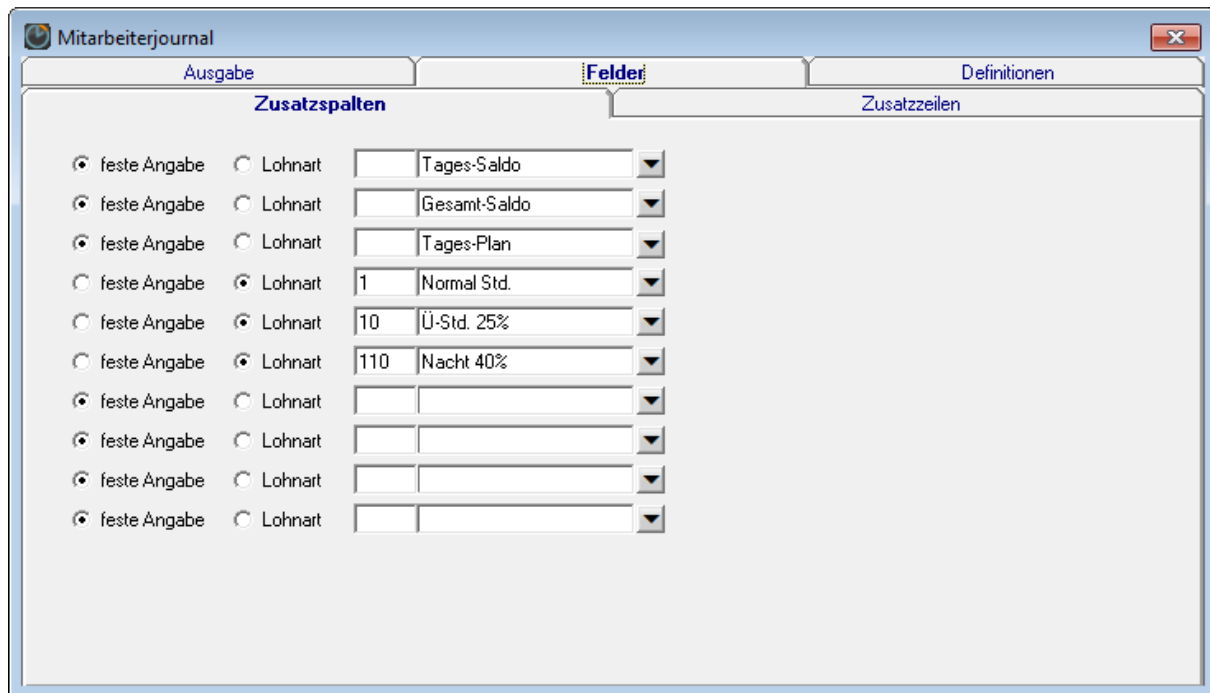 Mitarbeiterjournal
Ausgabe Felder Definitionen
Zusatzspalten Zusatzzeilen
feste Angabe Lohnart Tages-Saldo
feste Angabe Lohnart Gesamt-Saldo
feste Angabe Lohnart Tages-Plan
feste Angabe Lohnart 1 Normal Std.
feste Angabe Lohnart 10 Ü-Std. 25%
feste Angabe Lohnart 110 Nacht 40%
feste Angabe Lohnart
feste Angabe Lohnart
feste Angabe Lohnart
feste Angabe Lohnart